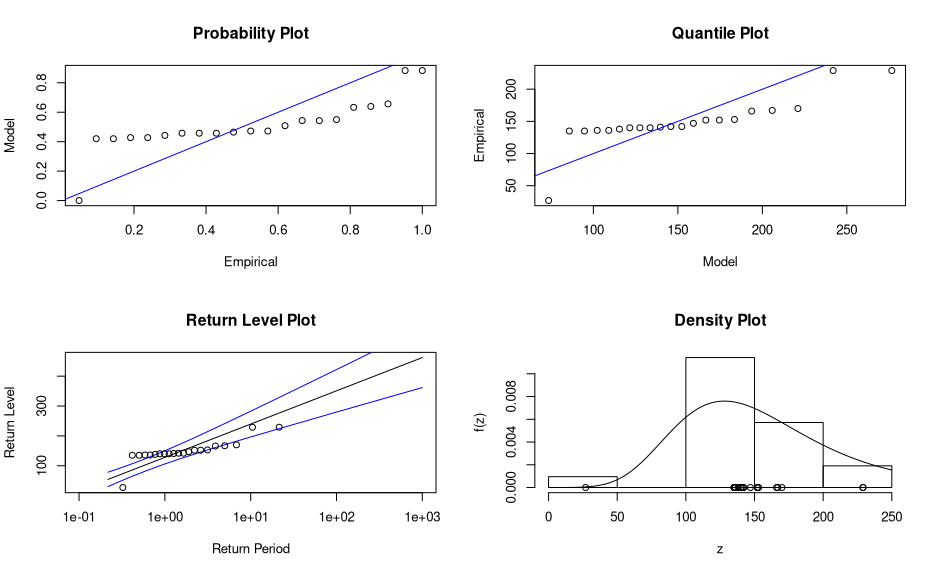 Probability Plot
Model
0.0 0.2 0.4 0.6 0.8
0.2 0.4 0.6 0.8 1.0
Empirical
Quantile Plot
Empirical
50 100 150 200
100 150 200 250
Model
Return Level Plot
Return Level
100 300
1e-01 1e+00 1e+01 1e+02 1e+03
Return Period
Density Plot
f(z)
0.000 0.004 0.008
0 50 100 150 200 250
z